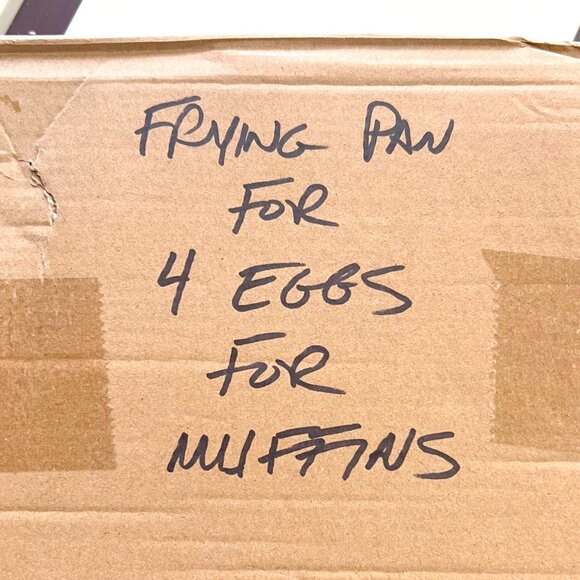 FRYING PAN
FOR
4 EGGS
FOR
MUFFINS